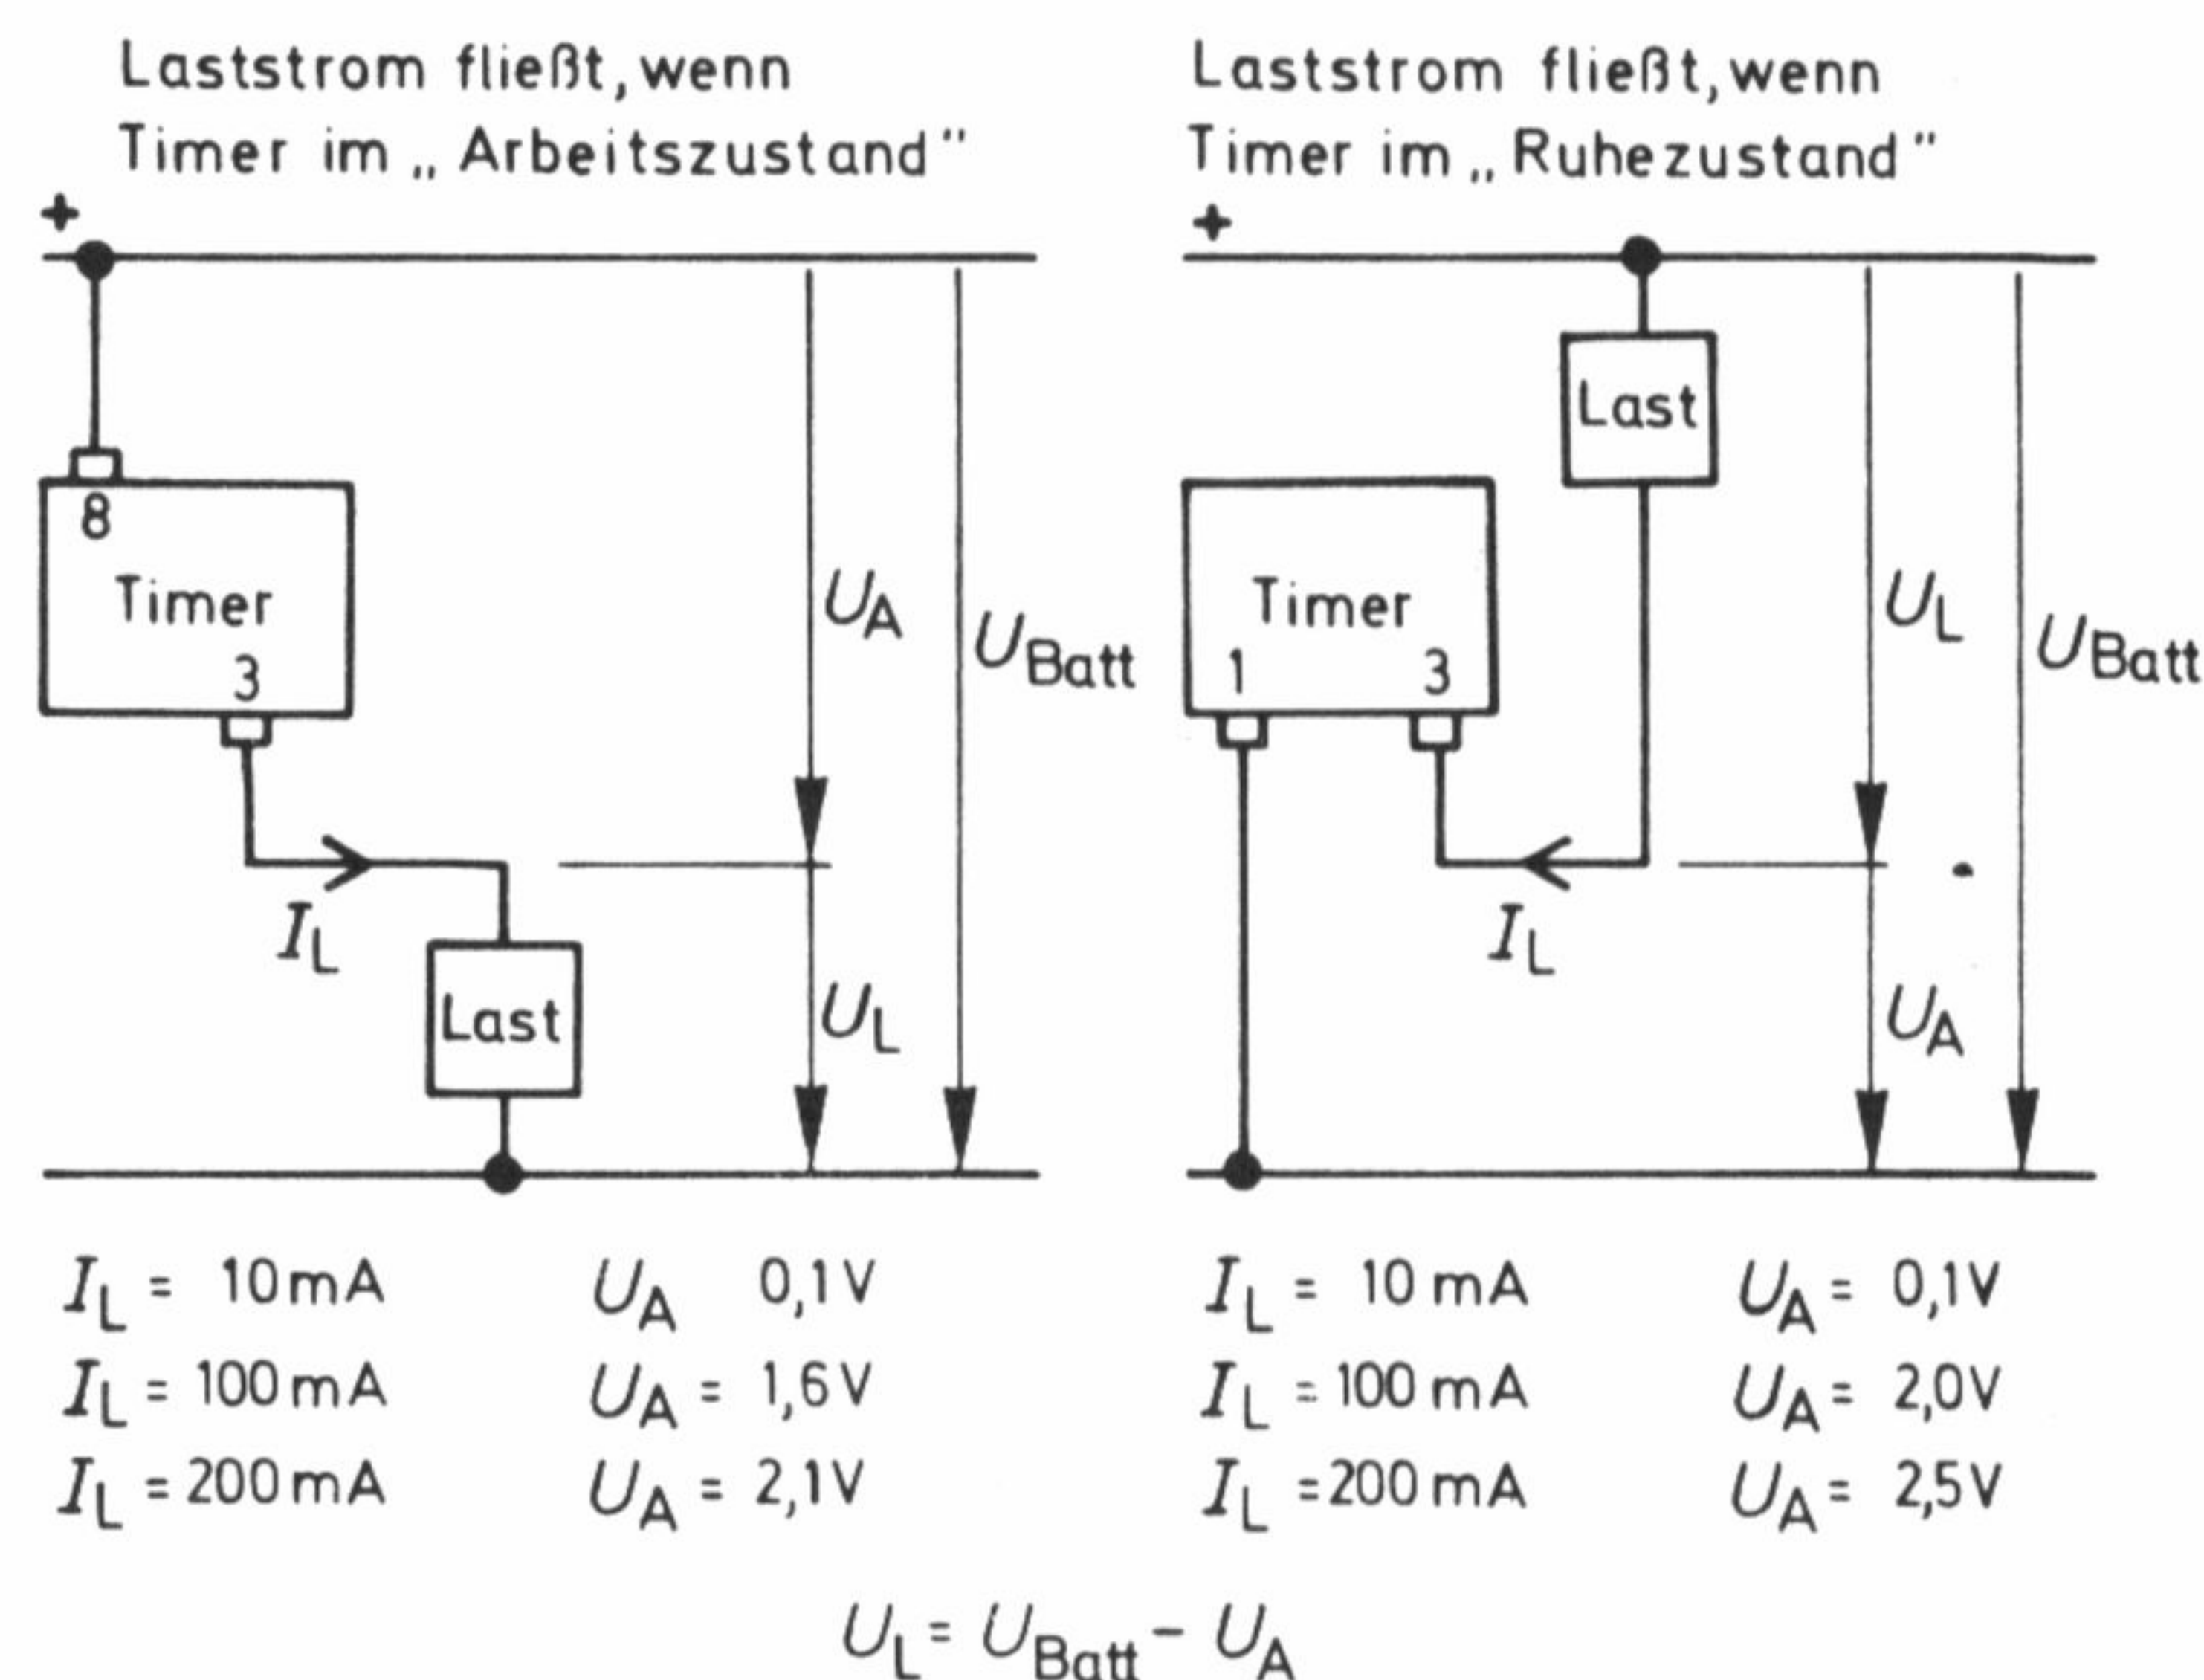 Laststrom fließt, wenn
Timer im „Arbeitszustand"
+
8
Timer
3
I_L
Last
U_A
U_L
U_Batt
Laststrom fließt, wenn
Timer im „Ruhezustand"
+
Last
Timer
1 3
I_L
U_L
U_A
U_Batt
I_L = 10 mA U_A 0,1 V
I_L = 100 mA U_A = 1,6 V
I_L = 200 mA U_A = 2,1 V
I_L = 10 mA U_A = 0,1 V
I_L = 100 mA U_A = 2,0 V
I_L = 200 mA U_A = 2,5 V
U_L = U_Batt - U_A